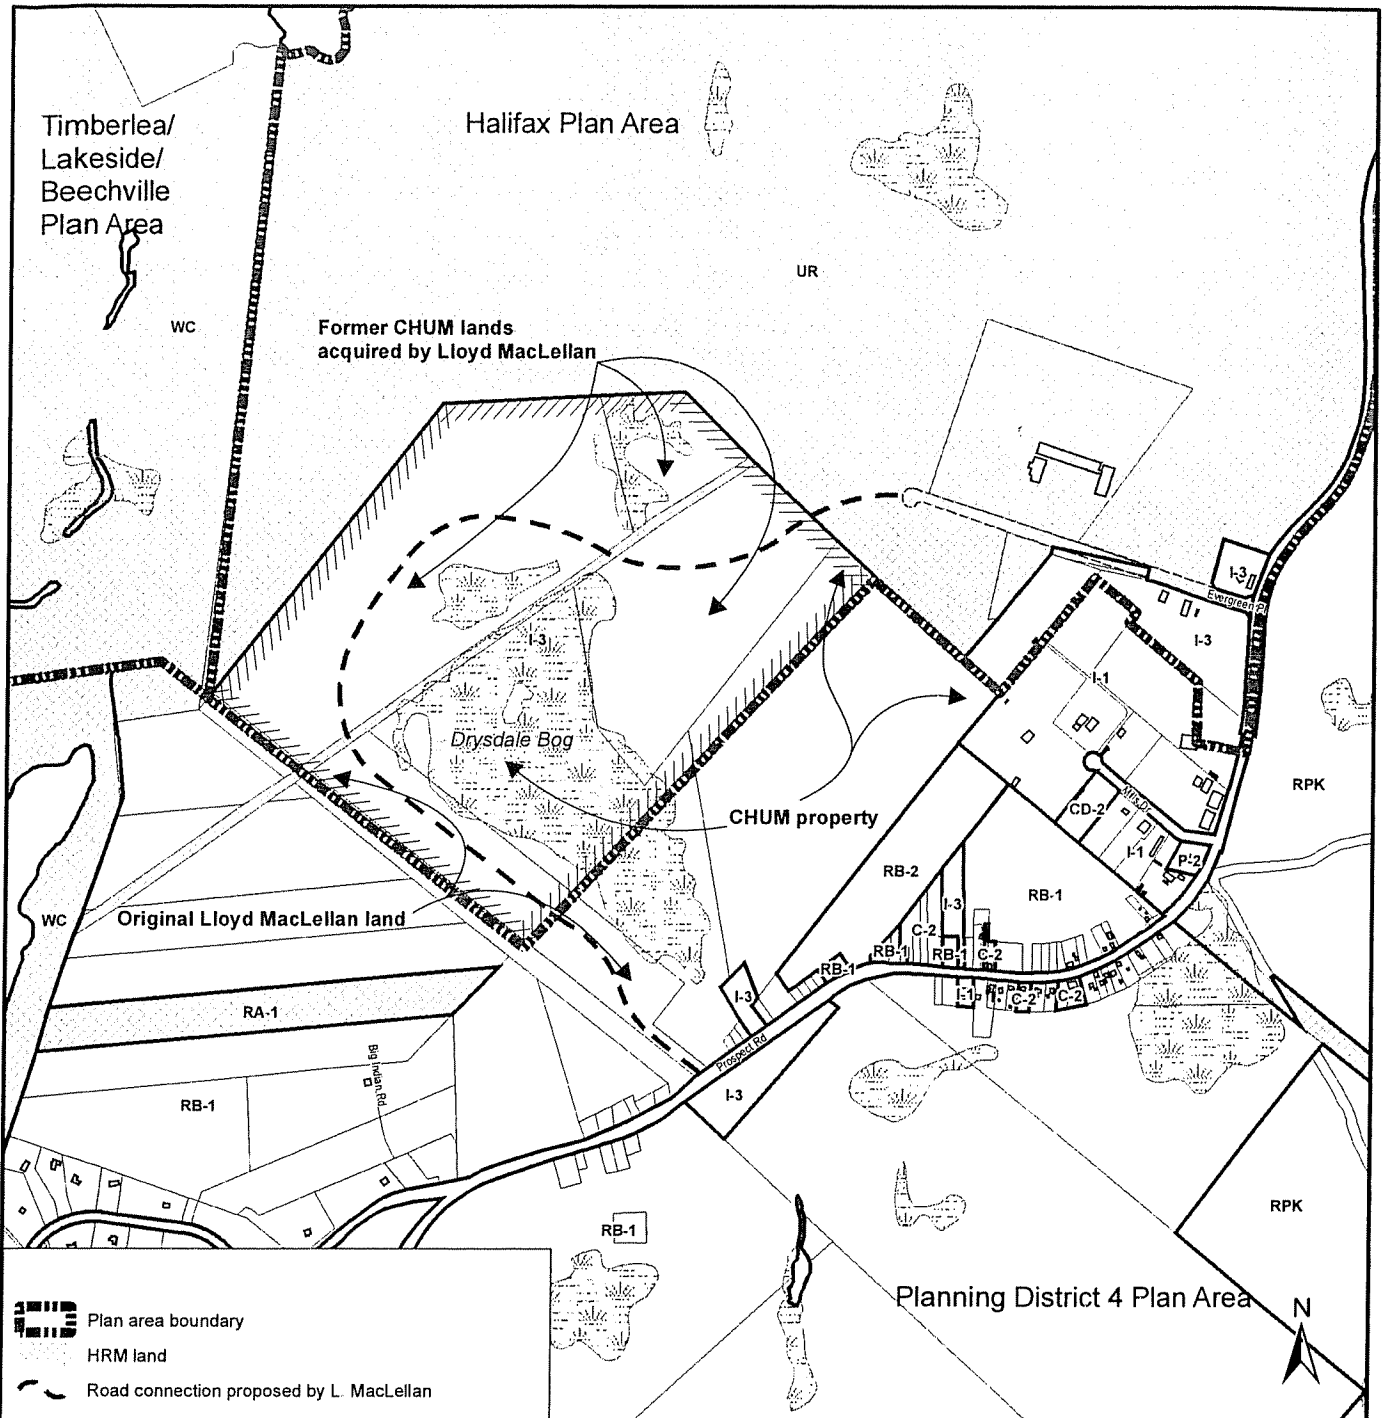 Timberlea/
Lakeside/
Beechville
Plan Area
Halifax Plan Area
UR
WC
Former CHUM lands
acquired by Lloyd MacLellan
I-3
Evergreen Pl
I-3
I-3
I-1
Drysdale Bog
RPK
CHUM property
CD-2
Mills Dr
I-1
P-2
RB-2
RB-1
I-3
WC
Original Lloyd MacLellan land
C-2
RB-1
RB-1
C-2
RB-1
I-3
I-1
C-2
C-2
RA-1
Prospect Rd
Big Indian Rd
RB-1
I-3
RPK
RB-1
Planning District 4 Plan Area
N
Plan area boundary
HRM land
Road connection proposed by L. MacLellan